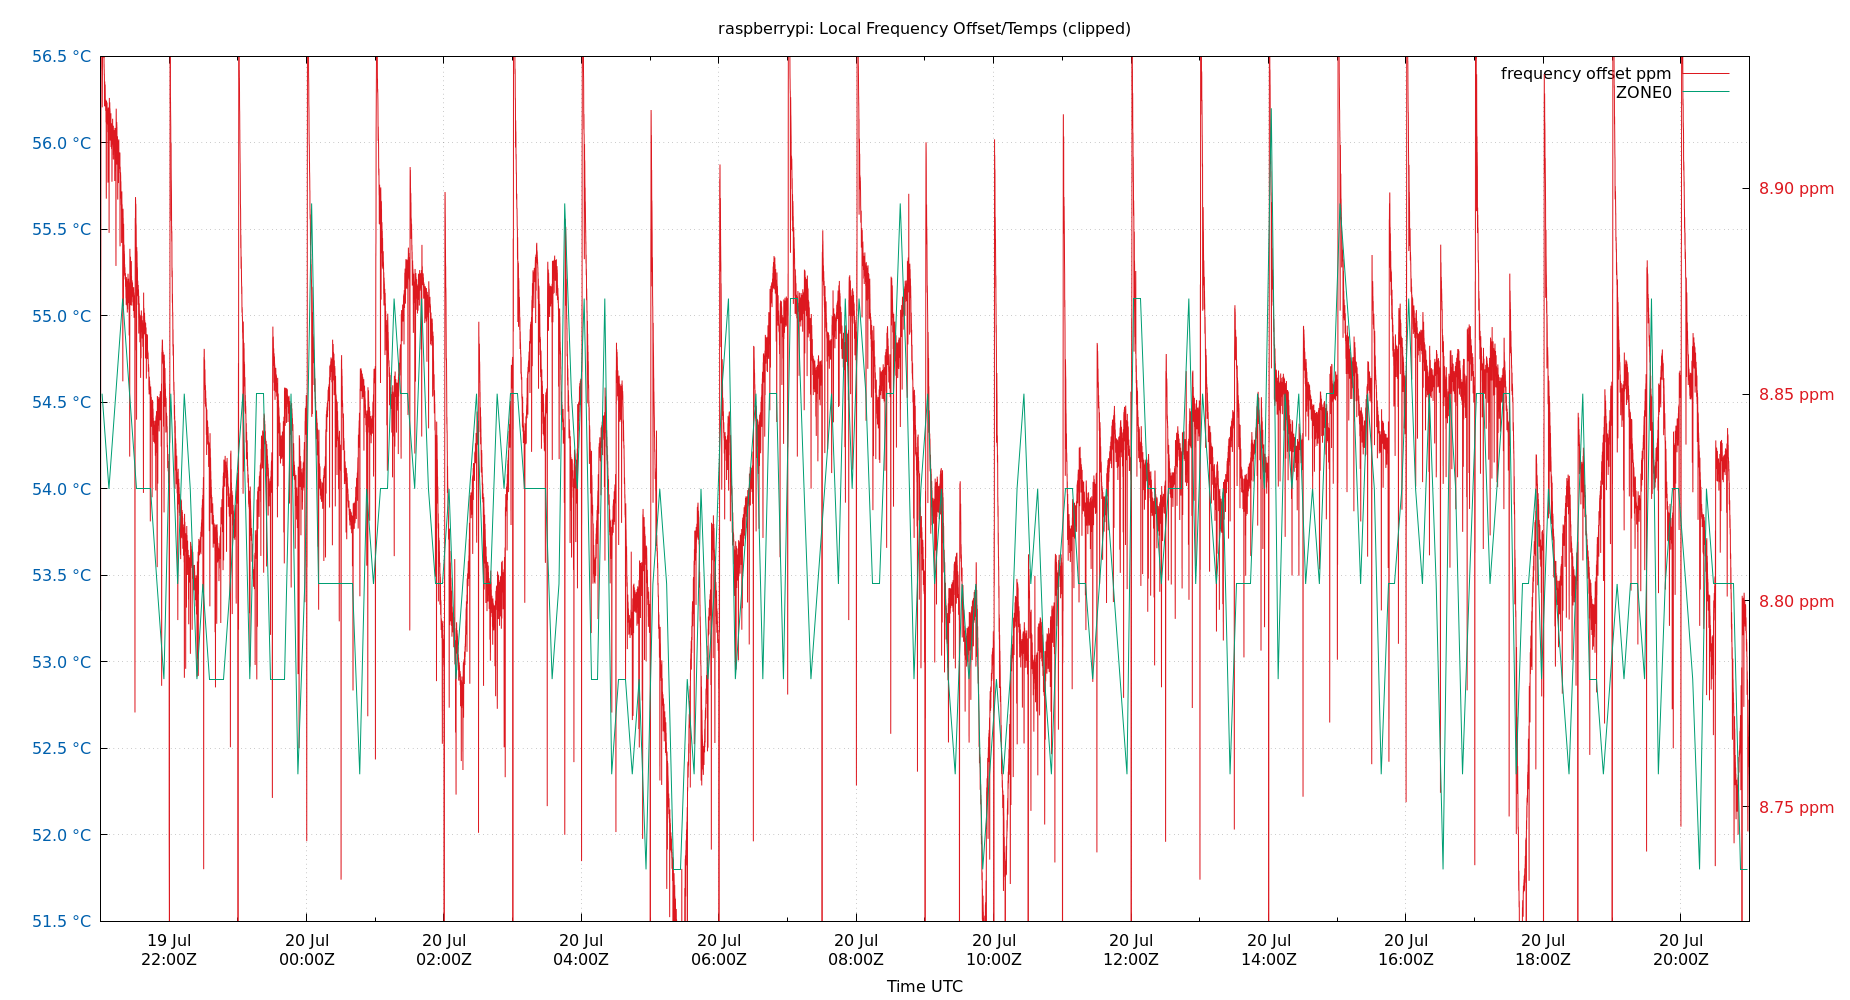 raspberrypi: Local Frequency Offset/Temps (clipped)
56.5 °C
56.0 °C
55.5 °C
55.0 °C
54.5 °C
54.0 °C
53.5 °C
53.0 °C
52.5 °C
52.0 °C
51.5 °C
frequency offset ppm
ZONE0
8.90 ppm
8.85 ppm
8.80 ppm
8.75 ppm
19 Jul
22:00Z
20 Jul
00:00Z
20 Jul
02:00Z
20 Jul
04:00Z
20 Jul
06:00Z
20 Jul
08:00Z
20 Jul
10:00Z
20 Jul
12:00Z
20 Jul
14:00Z
20 Jul
16:00Z
20 Jul
18:00Z
20 Jul
20:00Z
Time UTC